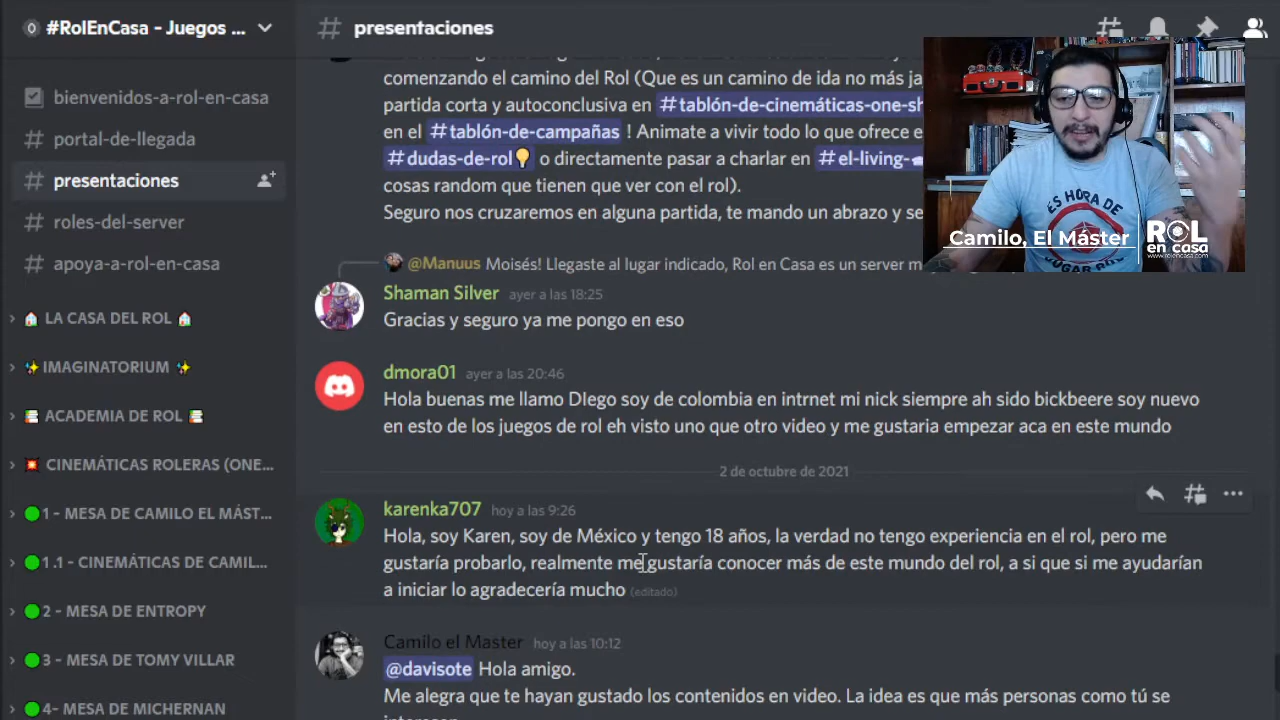 #RolEnCasa - Juegos ...
presentaciones
bienvenidos-a-rol-en-casa
portal-de-llegada
presentaciones
roles-del-server
apoya-a-rol-en-casa
LA CASA DEL ROL
IMAGINATORIUM
ACADEMIA DE ROL
CINEMÁTICAS ROLERAS (ONE...
1 - MESA DE CAMILO EL MÁST...
1.1 - CINEMÁTICAS DE CAMIL...
2 - MESA DE ENTROPY
3 - MESA DE TOMY VILLAR
4- MESA DE MICHERNAN
comenzando el camino del Rol (Que es un camino de ida no más ja
partida corta y autoconclusiva en #tablón-de-cinemáticas-one-sh
en el #tablón-de-campañas ! Animate a vivir todo lo que ofrece e
#dudas-de-rol o directamente pasar a charlar en #el-living-
cosas random que tienen que ver con el rol).
Seguro nos cruzaremos en alguna partida, te mando un abrazo y se
@Manuus Moisés! Llegaste al lugar indicado, Rol en Casa es un server m
Shaman Silver ayer a las 18:25
Gracias y seguro ya me pongo en eso
dmora01 ayer a las 20:46
Hola buenas me llamo DIego soy de colombia en intrnet mi nick siempre ah sido bickbeere soy nuevo
en esto de los juegos de rol eh visto uno que otro video y me gustaria empezar aca en este mundo
2 de octubre de 2021
karenka707 hoy a las 9:26
Hola, soy Karen, soy de México y tengo 18 años, la verdad no tengo experiencia en el rol, pero me
gustaría probarlo, realmente me gustaría conocer más de este mundo del rol, a si que si me ayudarían
a iniciar lo agradecería mucho (editado)
Camilo el Master hoy a las 10:12
@davisote Hola amigo.
Me alegra que te hayan gustado los contenidos en video. La idea es que más personas como tú se
ES HORA DE
JUGAR ROL
Camilo, El Máster
ROL
en casa
www.rolencasa.com